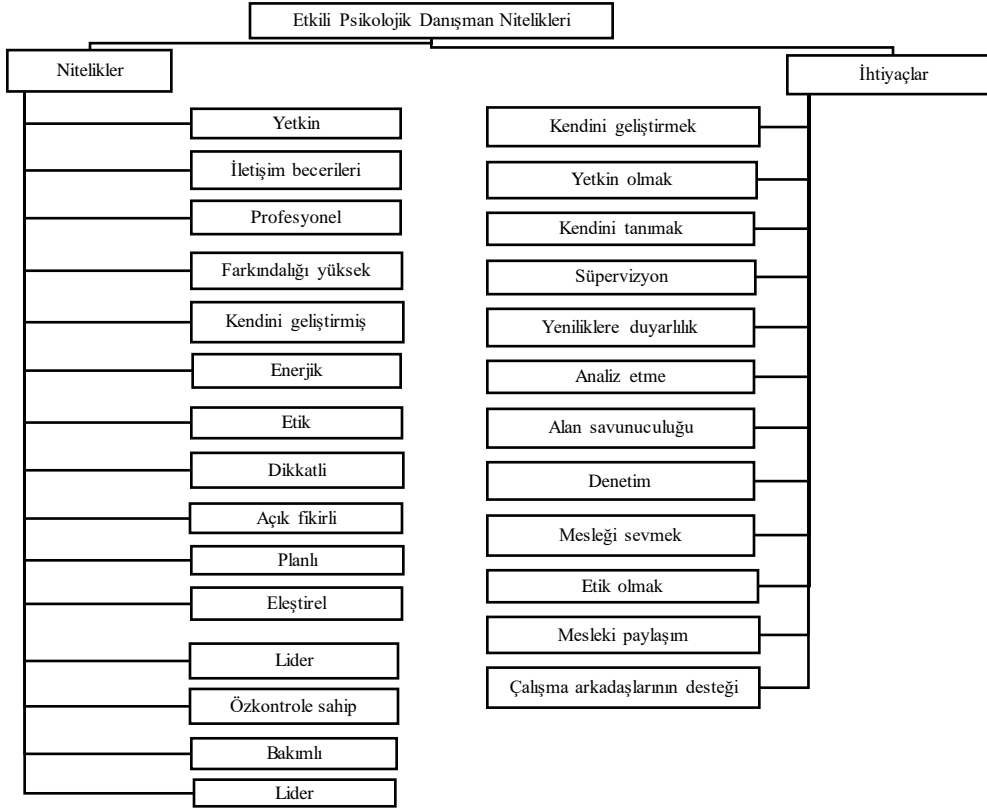 Etkili Psikolojik Danışman Nitelikleri
Nitelikler
Yetkin
İletişim becerileri
Profesyonel
Farkındalığı yüksek
Kendini geliştirmiş
Enerjik
Etik
Dikkatli
Açık fikirli
Planlı
Eleştirel
Lider
Özkontrole sahip
Bakımlı
Lider
İhtiyaçlar
Kendini geliştirmek
Yetkin olmak
Kendini tanımak
Süpervizyon
Yeniliklere duyarlılık
Analiz etme
Alan savunuculuğu
Denetim
Mesleği sevmek
Etik olmak
Mesleki paylaşım
Çalışma arkadaşlarının desteği